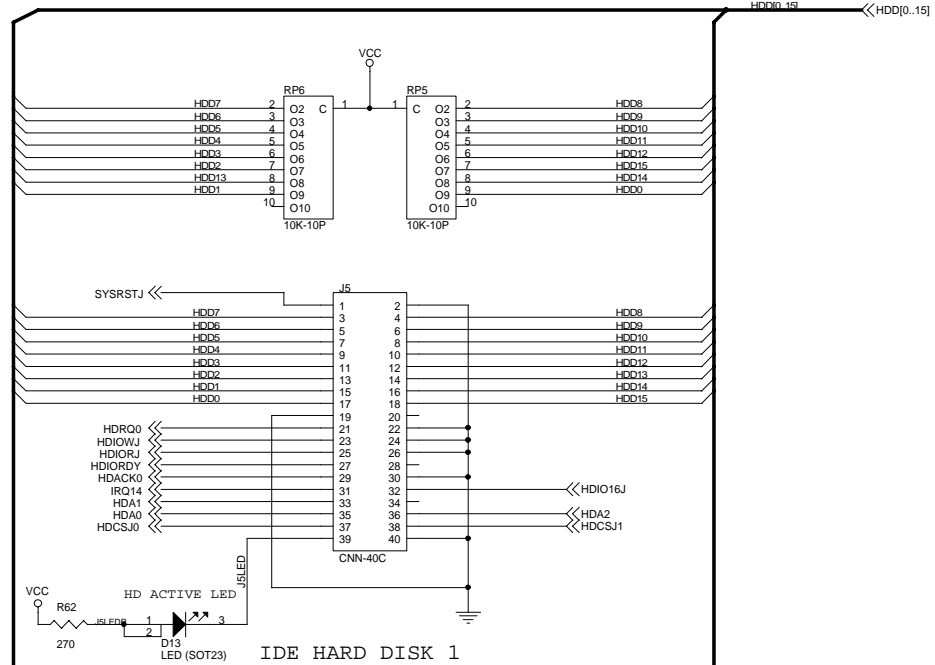 HDD[0..15]
HDD[0..15]
VCC
RP6
RP5
HDD7 2 O2 C 1 1 C O2 2 HDD8
HDD6 3 O3 O3 3 HDD9
HDD5 4 O4 O4 4 HDD10
HDD4 5 O5 O5 5 HDD11
HDD3 6 O6 O6 6 HDD12
HDD2 7 O7 O7 7 HDD15
HDD13 8 O8 O8 8 HDD14
HDD1 9 O9 O9 9 HDD0
10 O10 O10 10
10K-10P
10K-10P
J5
SYSRSTJ 1 2
HDD7 3 4 HDD8
HDD6 5 6 HDD9
HDD5 7 8 HDD10
HDD4 9 10 HDD11
HDD3 11 12 HDD12
HDD2 13 14 HDD13
HDD1 15 16 HDD14
HDD0 17 18 HDD15
19 20
HDRQ0 21 22
HDIOWJ 23 24
HDIORJ 25 26
HDIORDY 27 28
HDACK0 29 30
IRQ14 31 32 HDIO16J
HDA1 33 34
HDA0 35 36 HDA2
HDCSJ0 37 38 HDCSJ1
39 40
CNN-40C
J5LED
VCC
HD ACTIVE LED
R62
270
J5LEDR
1 3
2
D13
LED (SOT23)
IDE HARD DISK 1